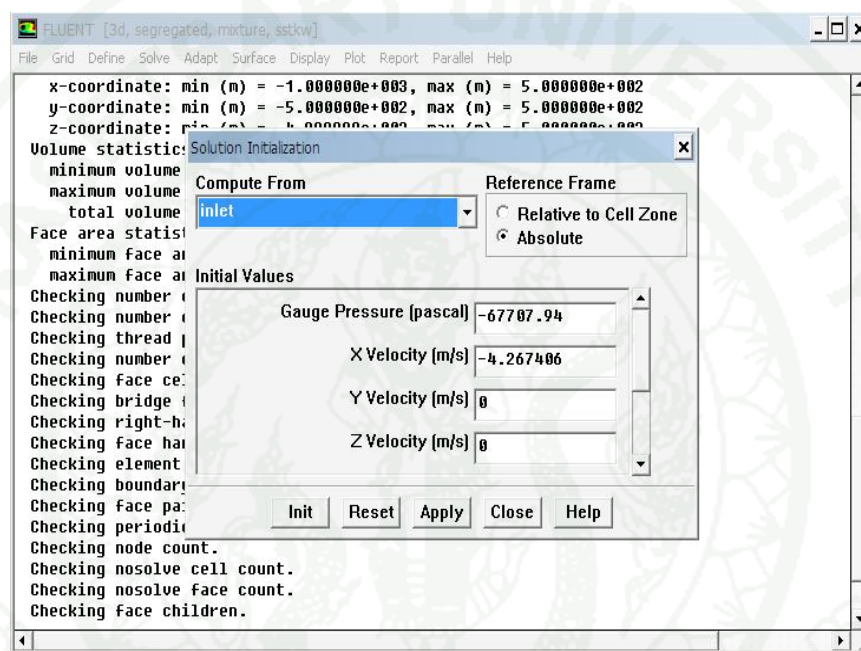 FLUENT [3d, segregated, mixture, sstkw]
File Grid Define Solve Adapt Surface Display Plot Report Parallel Help
x-coordinate: min (m) = -1.000000e+003, max (m) = 5.000000e+002
y-coordinate: min (m) = -5.000000e+002, max (m) = 5.000000e+002
z-coordinate:
Volume statistics
minimum volume
maximum volume
total volume
Face area statist
minimum face a
maximum face a
Checking number
Checking number
Checking thread
Checking number
Checking face cel
Checking bridge
Checking right-ha
Checking face han
Checking element
Checking boundary
Checking face pai
Checking periodic
Checking node count.
Checking nosolve cell count.
Checking nosolve face count.
Checking face children.
Solution Initialization
Compute From
inlet
Reference Frame
Relative to Cell Zone
Absolute
Initial Values
Gauge Pressure (pascal) -67707.94
X Velocity (m/s) -4.267406
Y Velocity (m/s) 0
Z Velocity (m/s) 0
Init Reset Apply Close Help